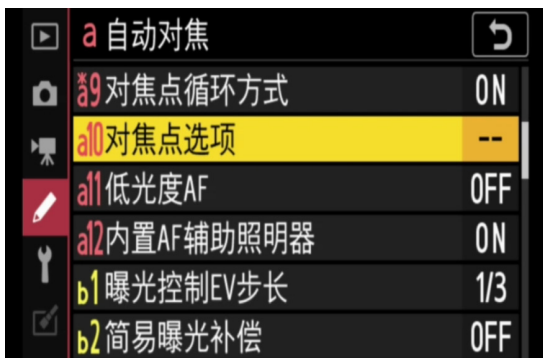 a 自动对焦
a9 对焦点循环方式 ON
a10 对焦点选项 --
a11 低光度AF OFF
a12 内置AF辅助照明器 ON
b1 曝光控制EV步长 1/3
b2 简易曝光补偿 OFF